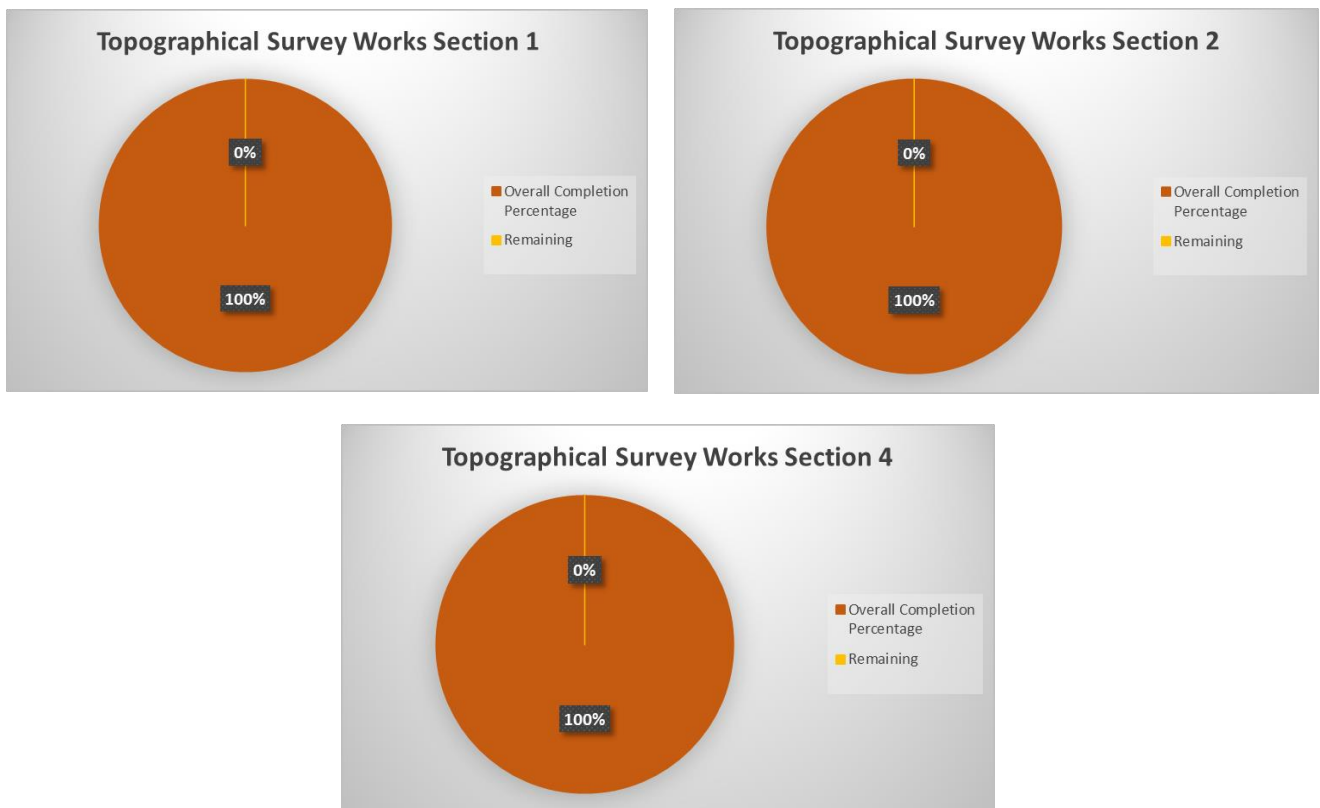 Topographical Survey Works Section 1
0%
100%
Overall Completion
Percentage
Remaining
Topographical Survey Works Section 2
0%
100%
Overall Completion
Percentage
Remaining
Topographical Survey Works Section 4
0%
100%
Overall Completion
Percentage
Remaining